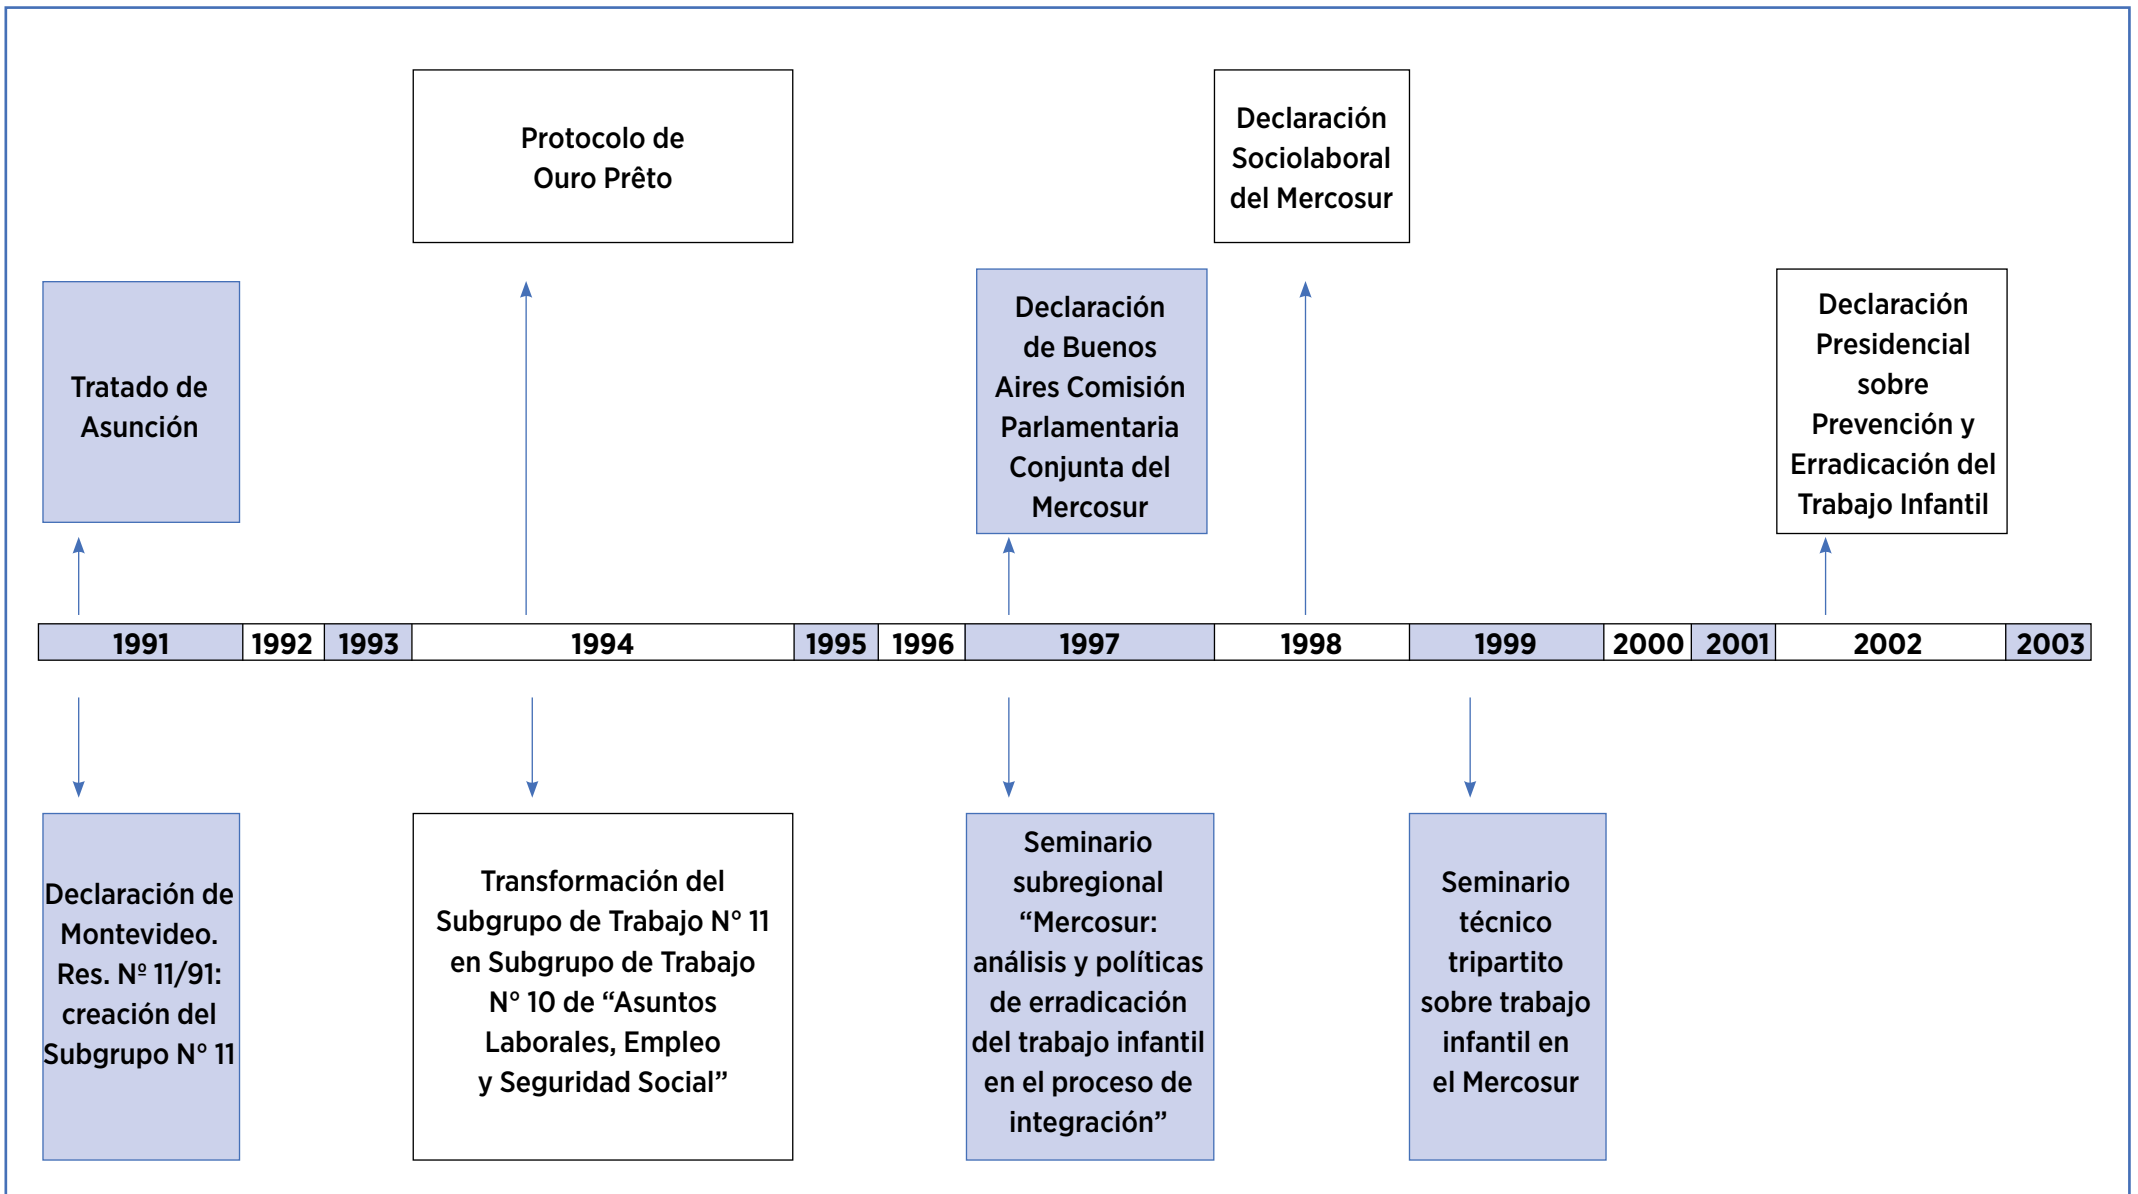 Protocolo de
Ouro Prêto
Declaración
Sociolaboral
del Mercosur
Tratado de
Asunción
Declaración
de Buenos
Aires Comisión
Parlamentaria
Conjunta del
Mercosur
Declaración
Presidencial
sobre
Prevención y
Erradicación del
Trabajo Infantil
1991 1992 1993 1994 1995 1996 1997 1998 1999 2000 2001 2002 2003
Declaración de
Montevideo.
Res. Nº 11/91:
creación del
Subgrupo N° 11
Transformación del
Subgrupo de Trabajo N° 11
en Subgrupo de Trabajo
N° 10 de “Asuntos
Laborales, Empleo
y Seguridad Social”
Seminario
subregional
“Mercosur:
análisis y políticas
de erradicación
del trabajo infantil
en el proceso de
integración”
Seminario
técnico
tripartito
sobre trabajo
infantil en
el Mercosur